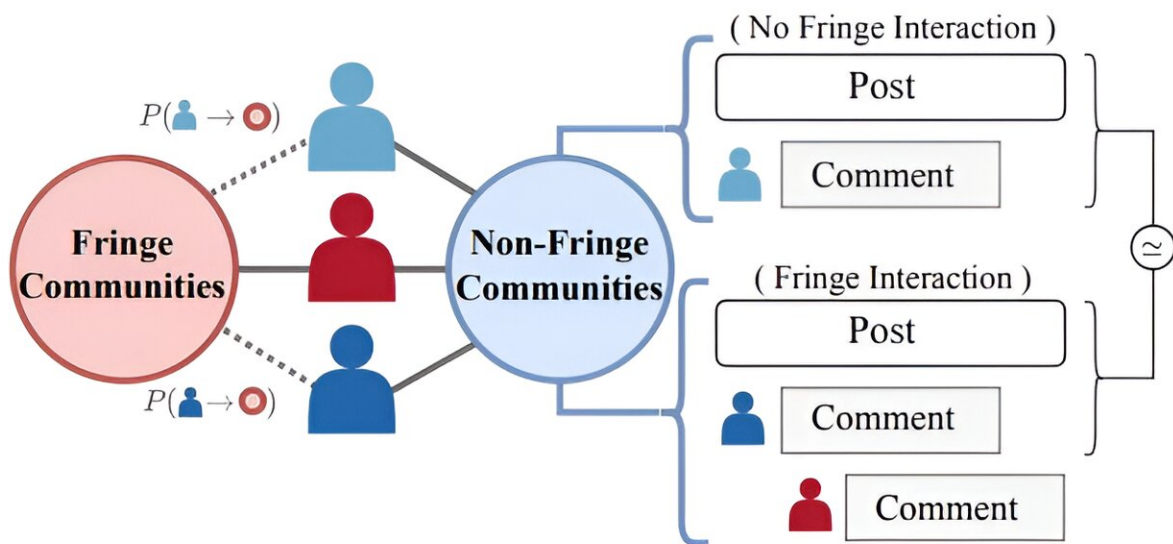 P( → )
Fringe
Communities
P( → )
Non-Fringe
Communities
( No Fringe Interaction )
Post
Comment
( Fringe Interaction )
Post
Comment
Comment
≃